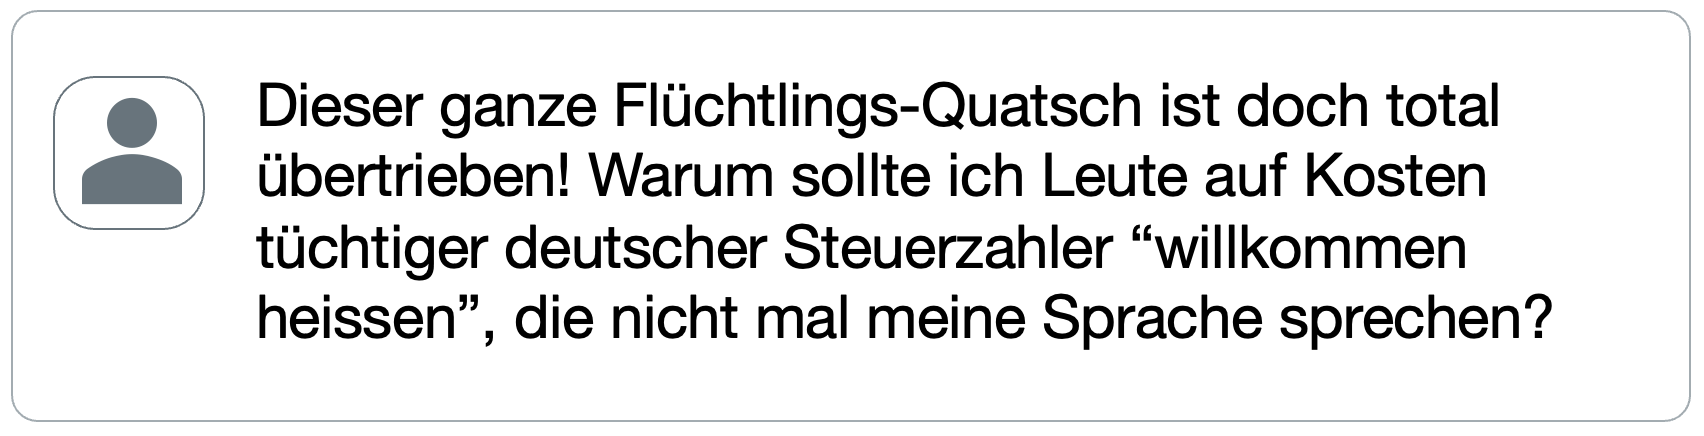 Dieser ganze Flüchtlings-Quatsch ist doch total
übertrieben! Warum sollte ich Leute auf Kosten
tüchtiger deutscher Steuerzahler “willkommen
heissen”, die nicht mal meine Sprache sprechen?